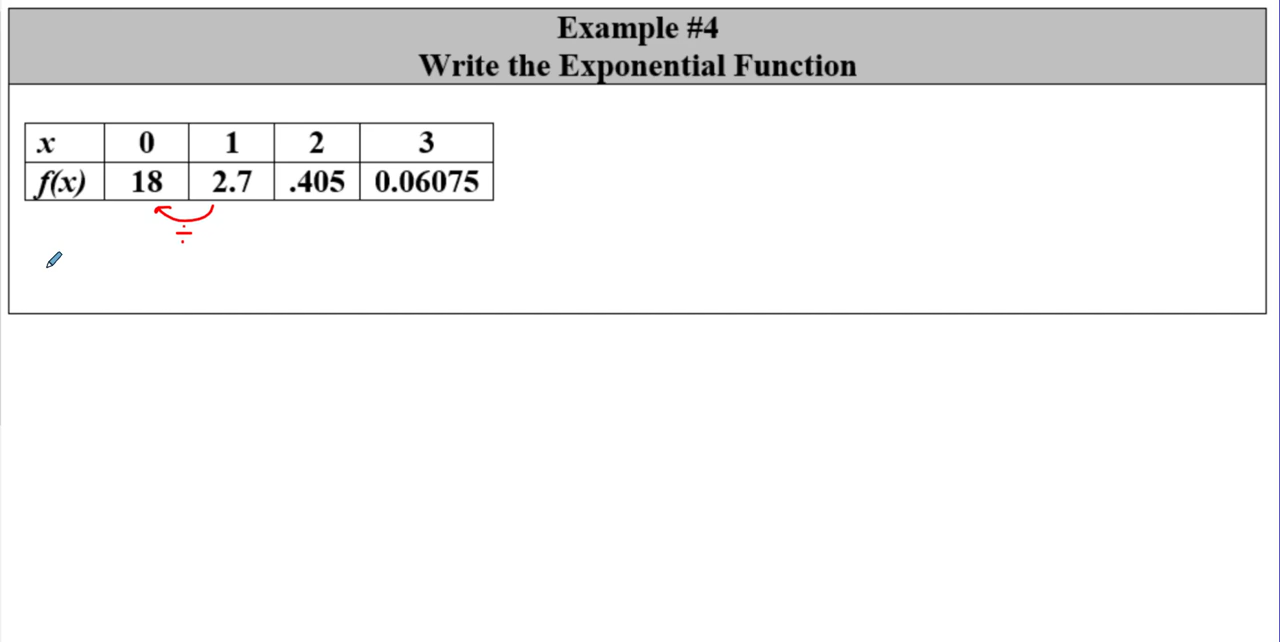 Example #4
Write the Exponential Function
x 0 1 2 3
f(x) 18 2.7 .405 0.06075
÷